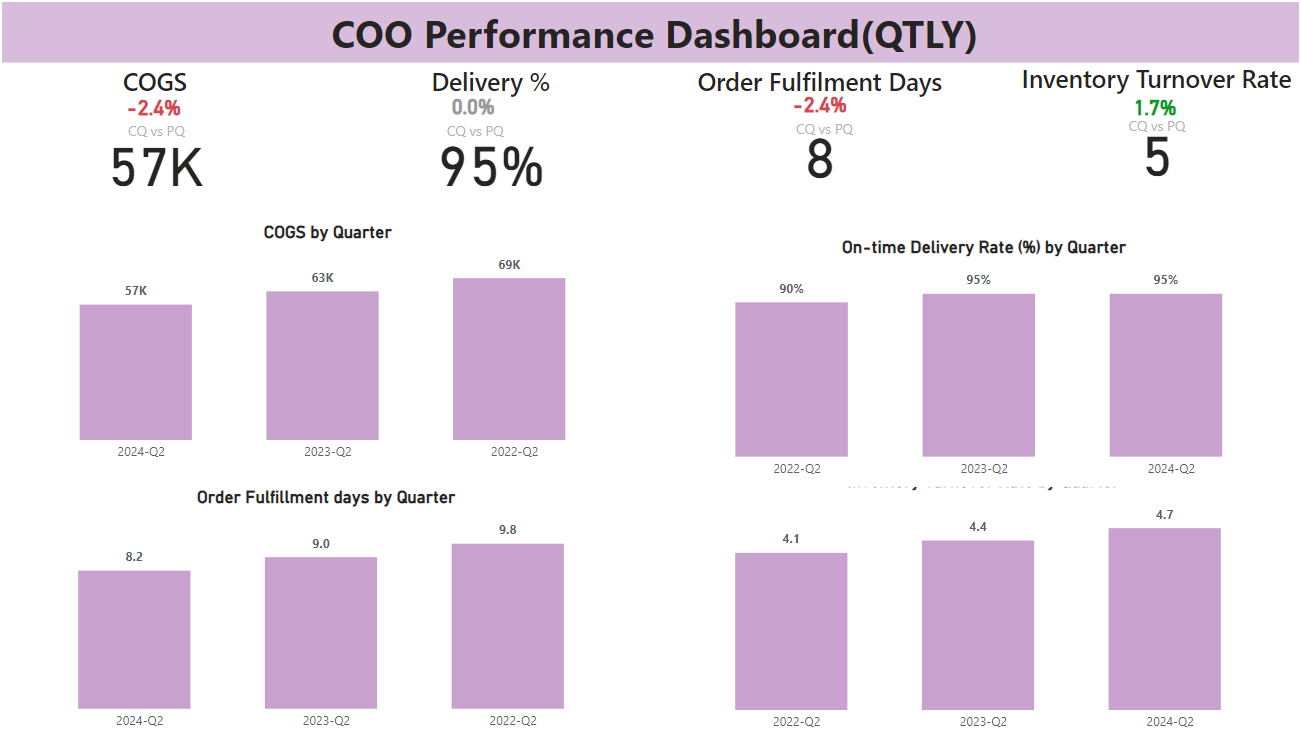 COO Performance Dashboard(QTLY)
COGS
-2.4%
CQ vs PQ
57K
Delivery %
0.0%
CQ vs PQ
95%
Order Fulfilment Days
-2.4%
CQ vs PQ
8
Inventory Turnover Rate
1.7%
CQ vs PQ
5
COGS by Quarter
57K
63K
69K
2024-Q2
2023-Q2
2022-Q2
On-time Delivery Rate (%) by Quarter
90%
95%
95%
2022-Q2
2023-Q2
2024-Q2
Order Fulfillment days by Quarter
8.2
9.0
9.8
2024-Q2
2023-Q2
2022-Q2
4.1
4.4
4.7
2022-Q2
2023-Q2
2024-Q2